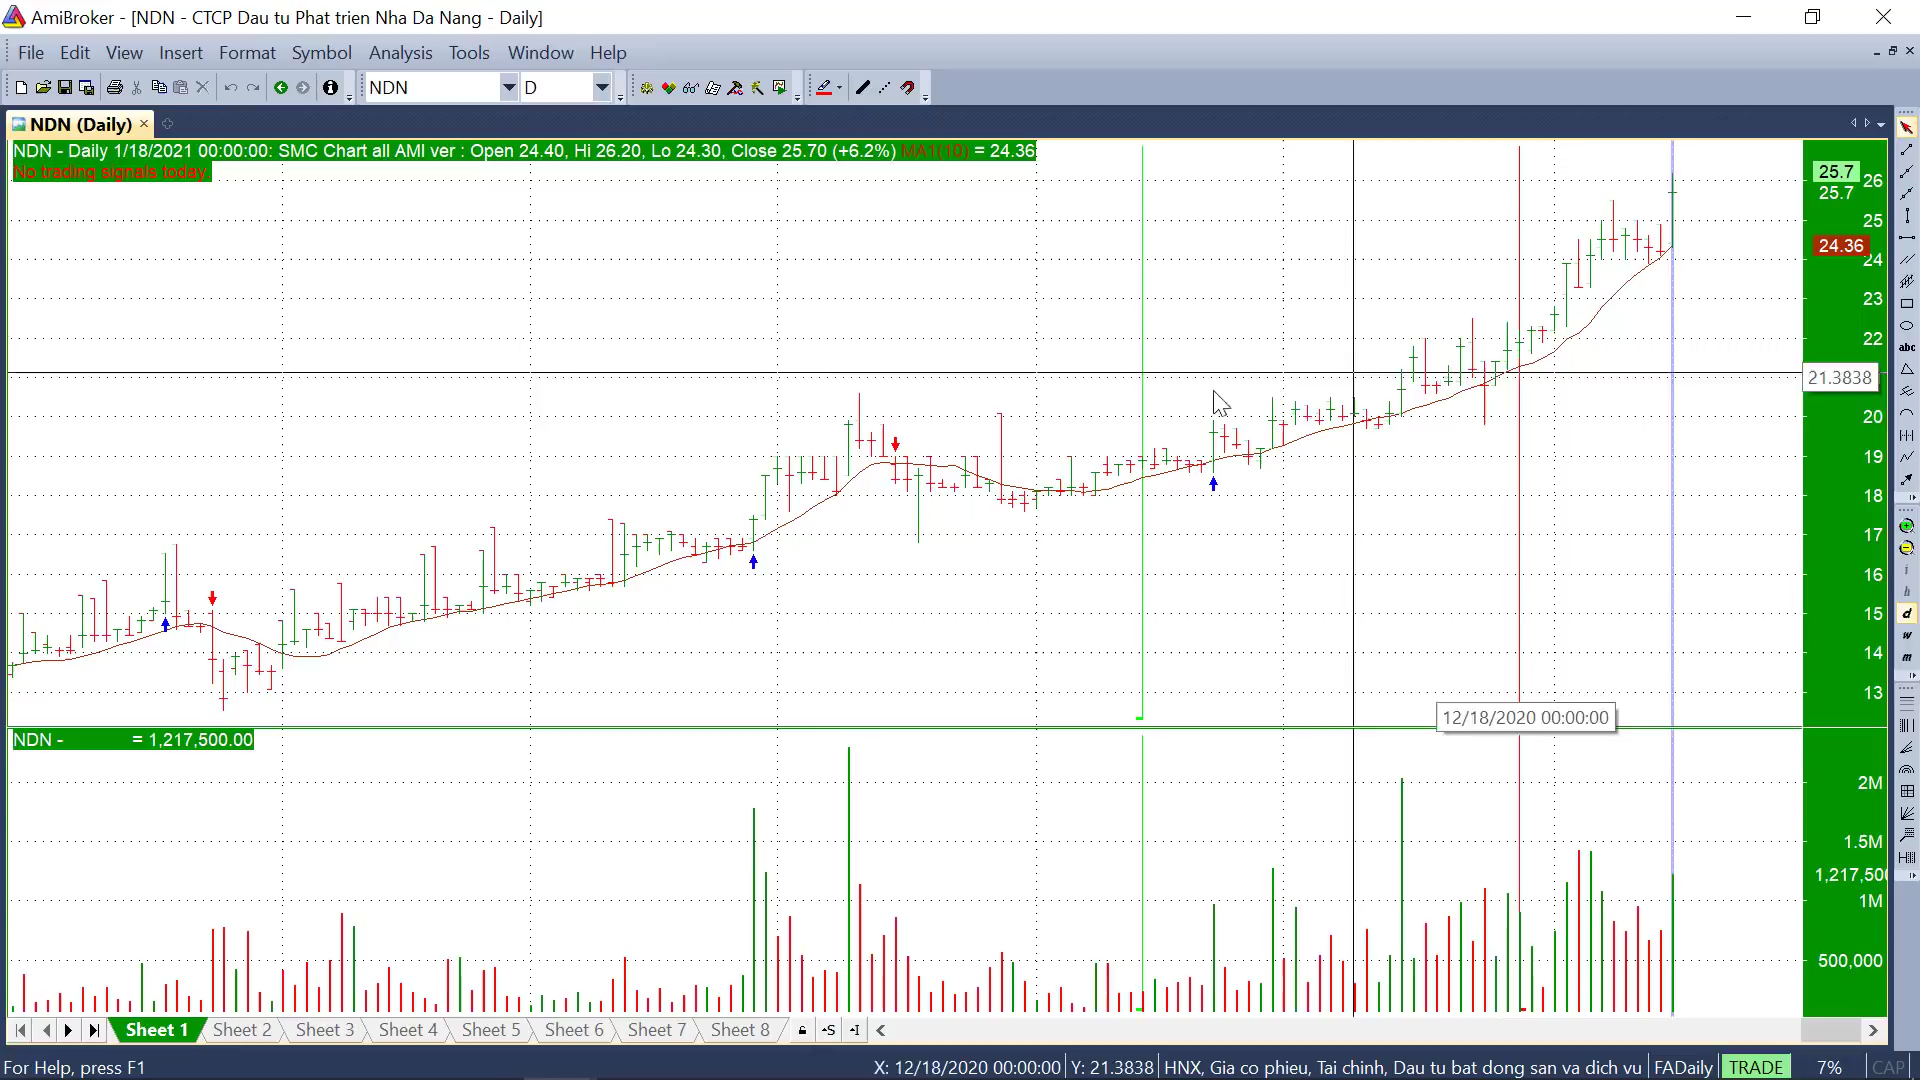 AmiBroker - [NDN - CTCP Dau tu Phat trien Nha Da Nang - Daily]
File Edit View Insert Format Symbol Analysis Tools Window Help
NDN D
NDN (Daily)
NDN - Daily 1/18/2021 00:00:00: SMC Chart all AMI ver : Open 24.40, Hi 26.20, Lo 24.30, Close 25.70 (+6.2%) MA1(10) = 24.36
No trading signals today.
25.7
26
25.7
25
24.36
24
23
22
21.3838
20
19
18
17
16
15
14
13
12/18/2020 00:00:00
NDN - = 1,217,500.00
2M
1.5M
1,217,500
1M
500,000
abc
i
h
d
w
m
Sheet 1 Sheet 2 Sheet 3 Sheet 4 Sheet 5 Sheet 6 Sheet 7 Sheet 8 S I
For Help, press F1 X: 12/18/2020 00:00:00 Y: 21.3838 HNX, Gia co phieu, Tai chinh, Dau tu bat dong san va dich vu FADaily TRADE 7% CAP